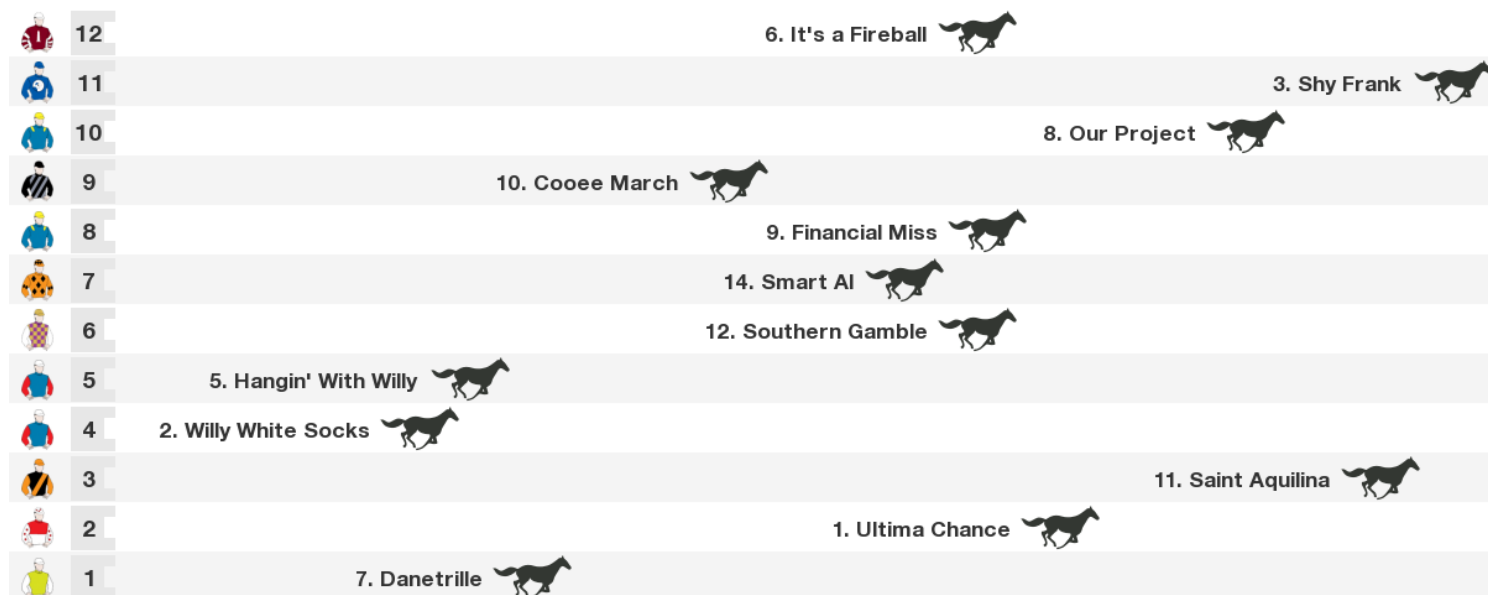 12 6. It's a Fireball
11 3. Shy Frank
10 8. Our Project
9 10. Cooee March
8 9. Financial Miss
7 14. Smart Al
6 12. Southern Gamble
5 5. Hangin' With Willy
4 2. Willy White Socks
3 11. Saint Aquilina
2 1. Ultima Chance
1 7. Danetrille